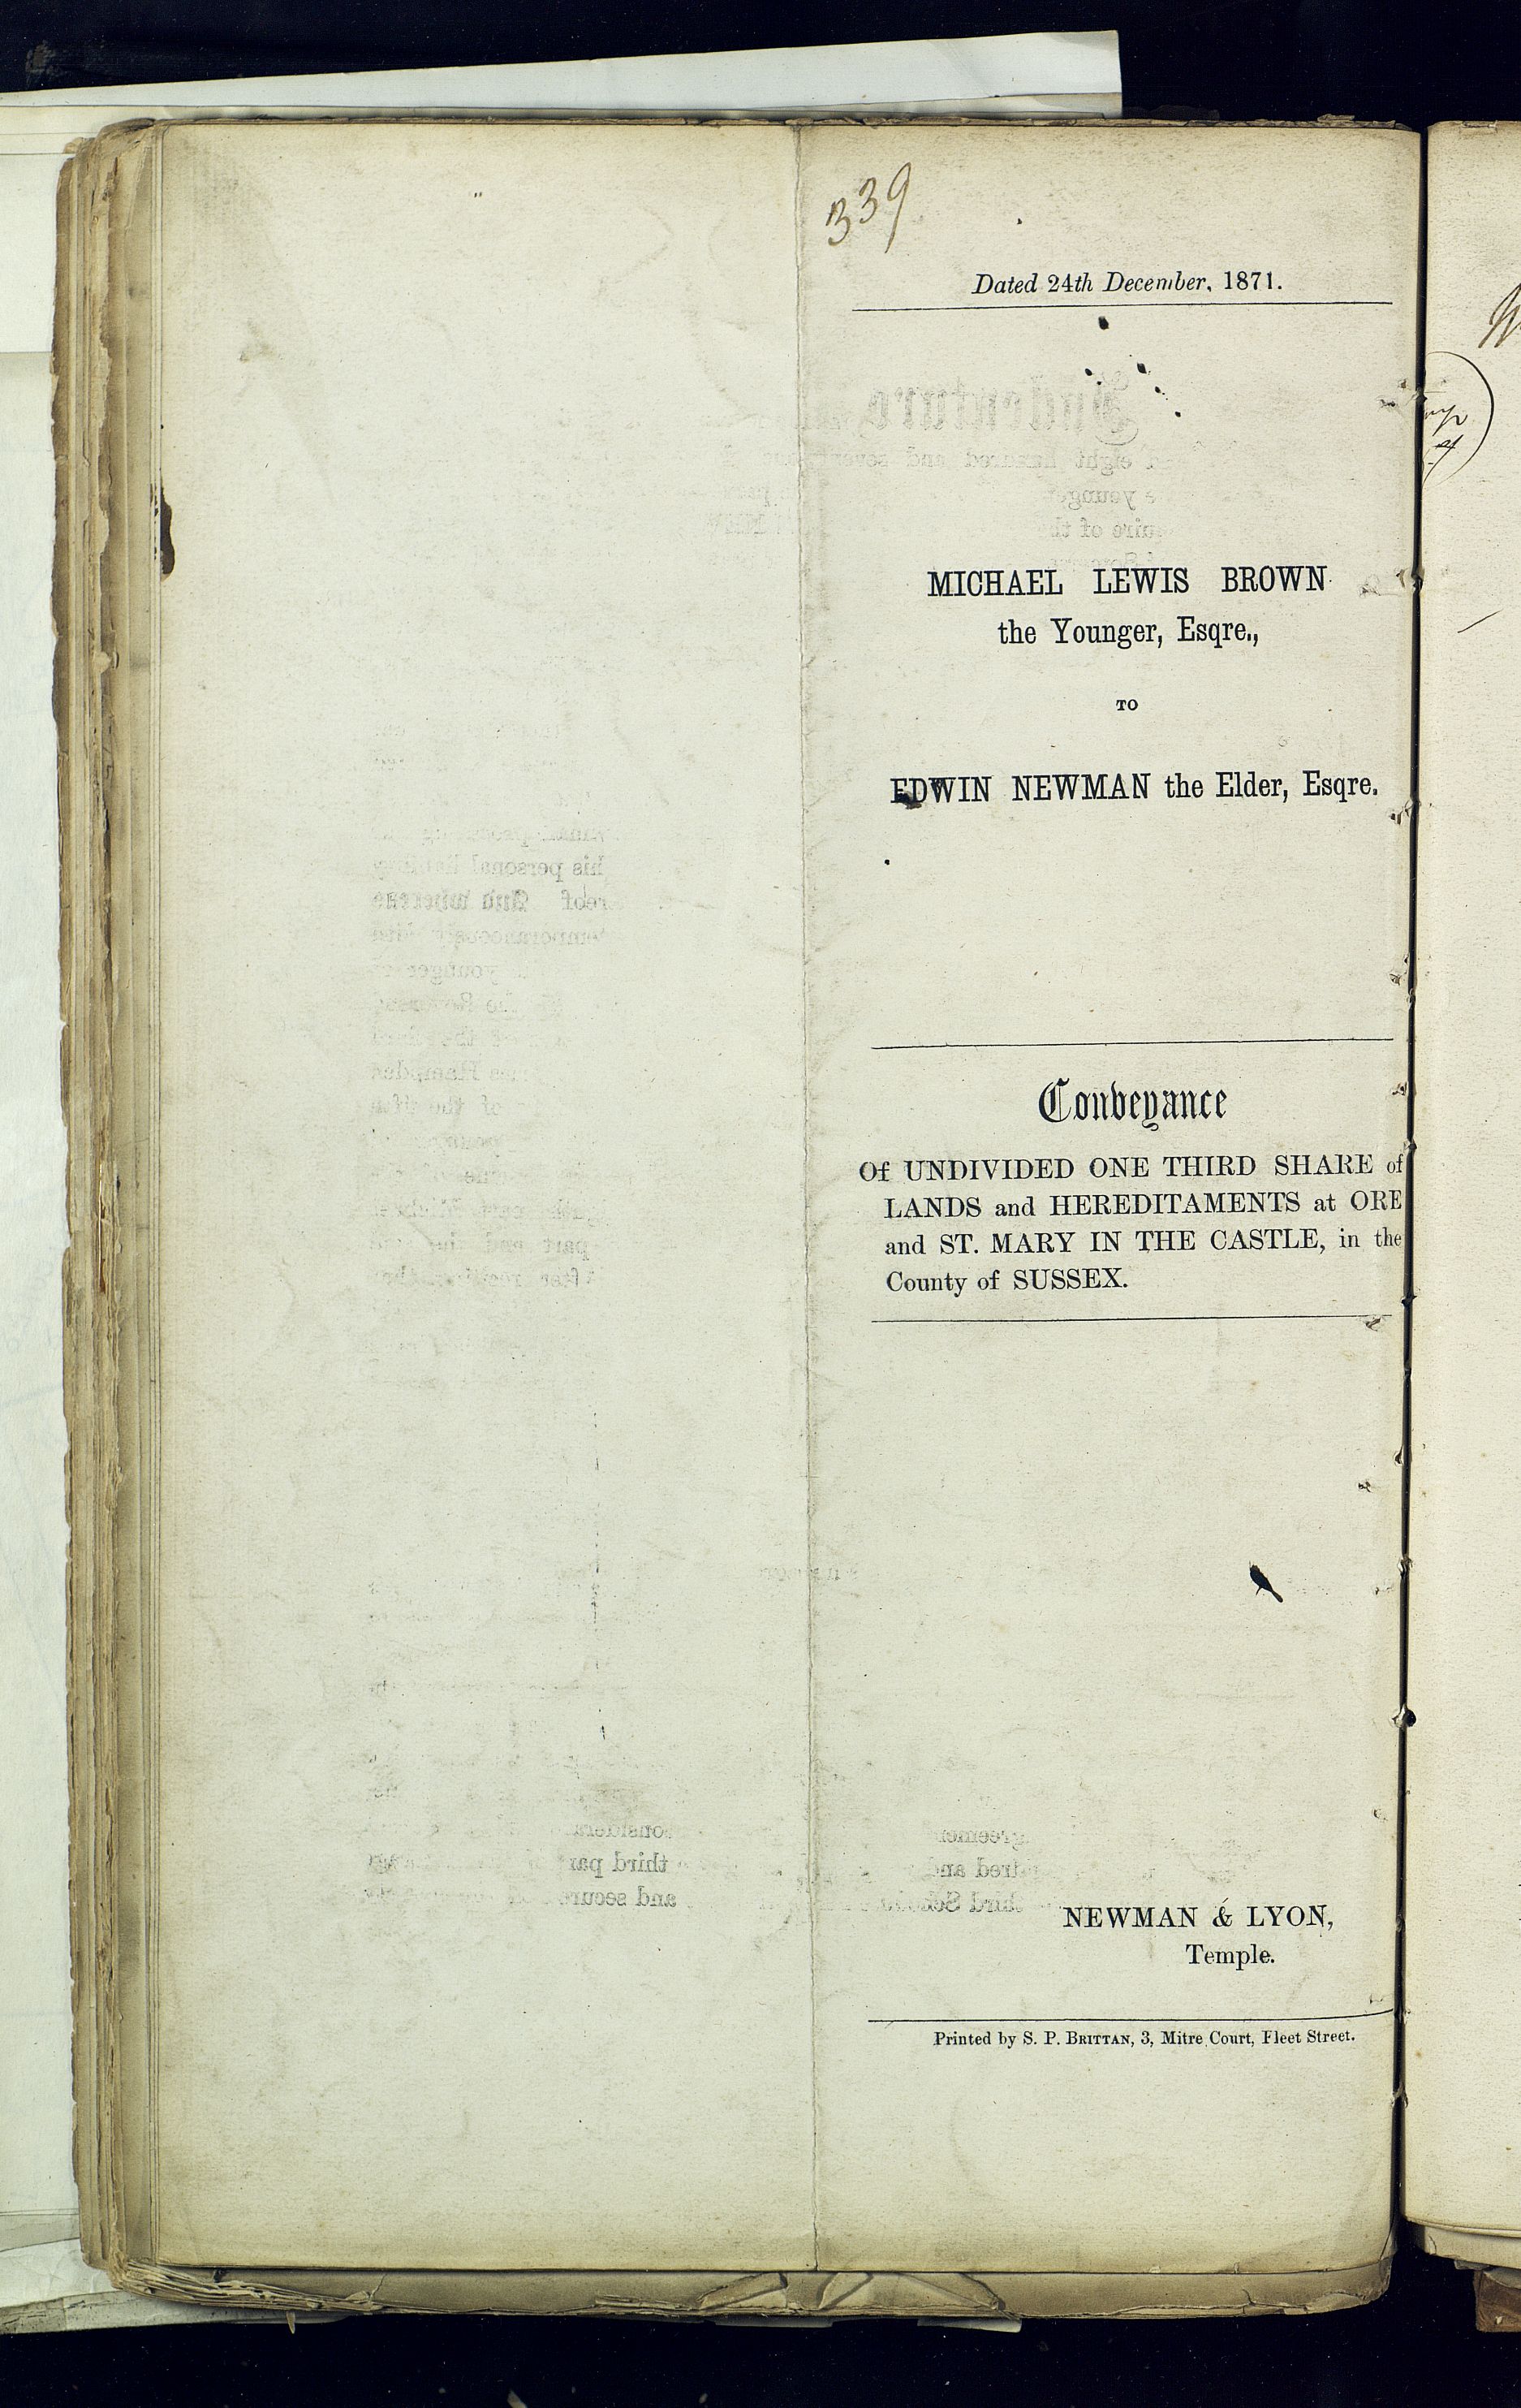 339
Dated 24th December, 1871.
MICHAEL LEWIS BROWN
the Younger, Esqre.,
TO
EDWIN NEWMAN the Elder, Esqre.
Conveyance
Of UNDIVIDED ONE THIRD SHARE of
LANDS and HEREDITAMENTS at ORE
and ST. MARY IN THE CASTLE, in the
County of SUSSEX.
NEWMAN & LYON,
Temple.
Printed by S. P. BRITTAN, 3, Mitre Court, Fleet Street.